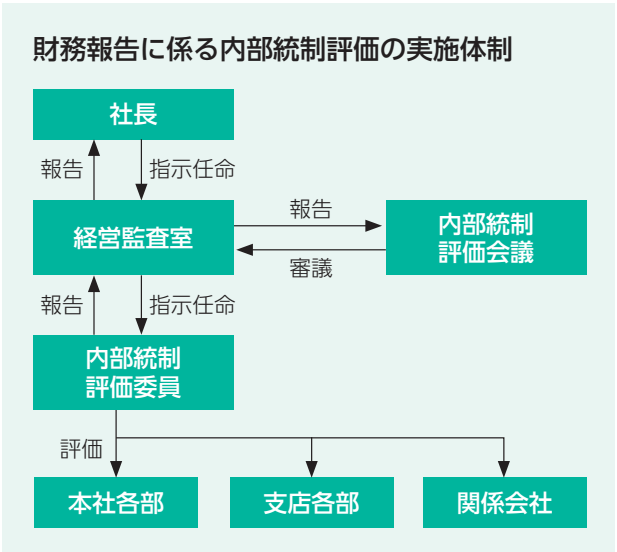 財務報告に係る内部統制評価の実施体制
社長
報告
指示任命
経営監査室
報告
審議
内部統制
評価会議
報告
指示任命
内部統制
評価委員
評価
本社各部
支店各部
関係会社